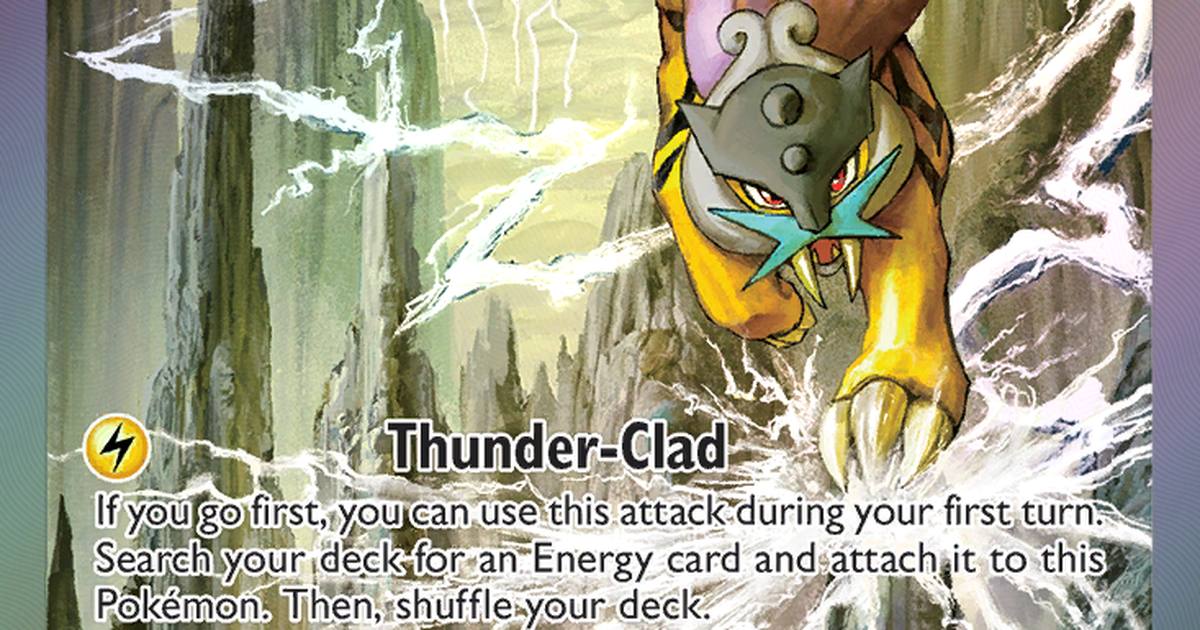 Thunder-Clad
If you go first, you can use this attack during your first turn.
Search your deck for an Energy card and attach it to this
Pokémon. Then, shuffle your deck.